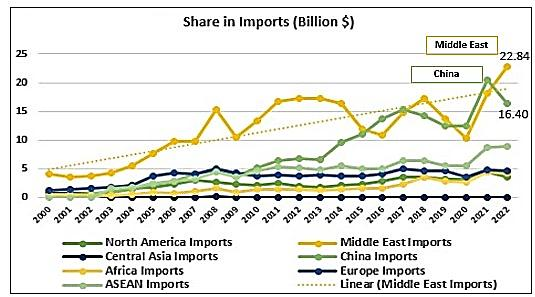 Share in Imports (Billion $)
25
20
15
10
5
0
Middle East
China
22.84
16.40
2000 2001 2002 2003 2004 2005 2006 2007 2008 2009 2010 2011 2012 2013 2014 2015 2016 2017 2018 2019 2020 2021 2022
North America Imports Middle East Imports
Central Asia Imports China Imports
Africa Imports Europe Imports
ASEAN Imports Linear (Middle East Imports)